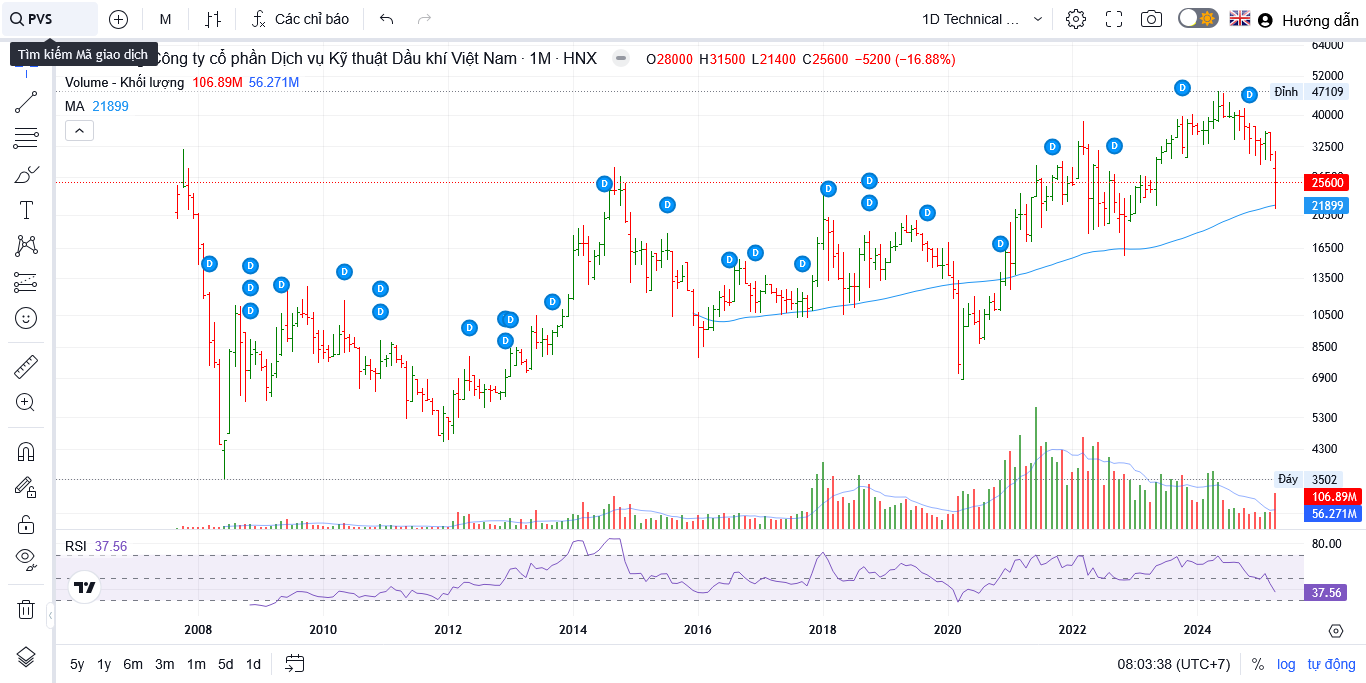 PVS
M
Các chỉ báo
1D Technical ...
Hướng dẫn
Tìm kiếm Mã giao dịch
Công ty cổ phần Dịch vụ Kỹ thuật Dầu khí Việt Nam · 1M · HNX
O28000 H31500 L21400 C25600 −5200 (−16.88%)
Volume - Khối lượng 106.89M 56.271M
MA 21899
64000
52000
Đỉnh 47109
40000
32500
25600
21899
20500
16500
13500
10500
8500
6900
5300
4300
Đáy 3502
106.89M
56.271M
D D D D D D D D D D D D D D D D D D D D D D D D D D D
RSI 37.56
80.00
37.56
2008 2010 2012 2014 2016 2018 2020 2022 2024
5y 1y 6m 3m 1m 5d 1d
08:03:38 (UTC+7)
% log tự động